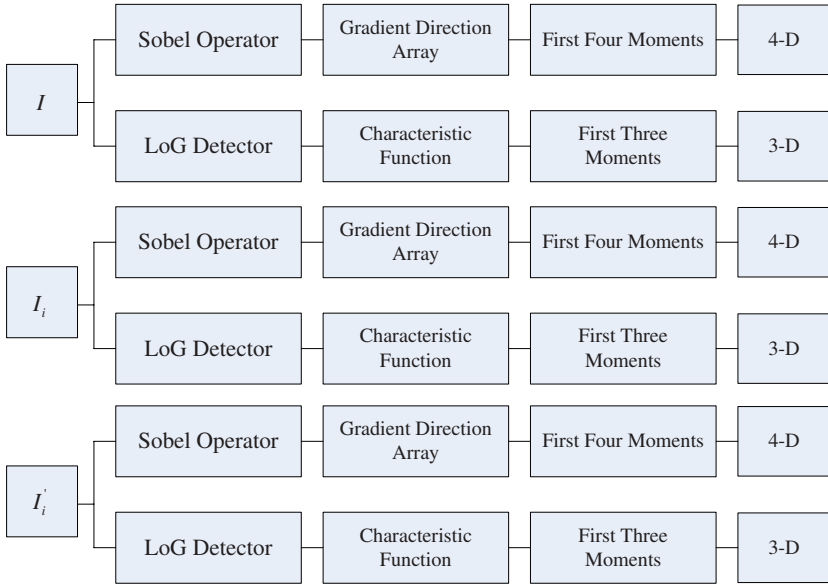 Sobel Operator
Gradient Direction
Array
First Four Moments
4-D
I
LoG Detector
Characteristic
Function
First Three
Moments
3-D
Sobel Operator
Gradient Direction
Array
First Four Moments
4-D
I_i
LoG Detector
Characteristic
Function
First Three
Moments
3-D
Sobel Operator
Gradient Direction
Array
First Four Moments
4-D
I_i'
LoG Detector
Characteristic
Function
First Three
Moments
3-D